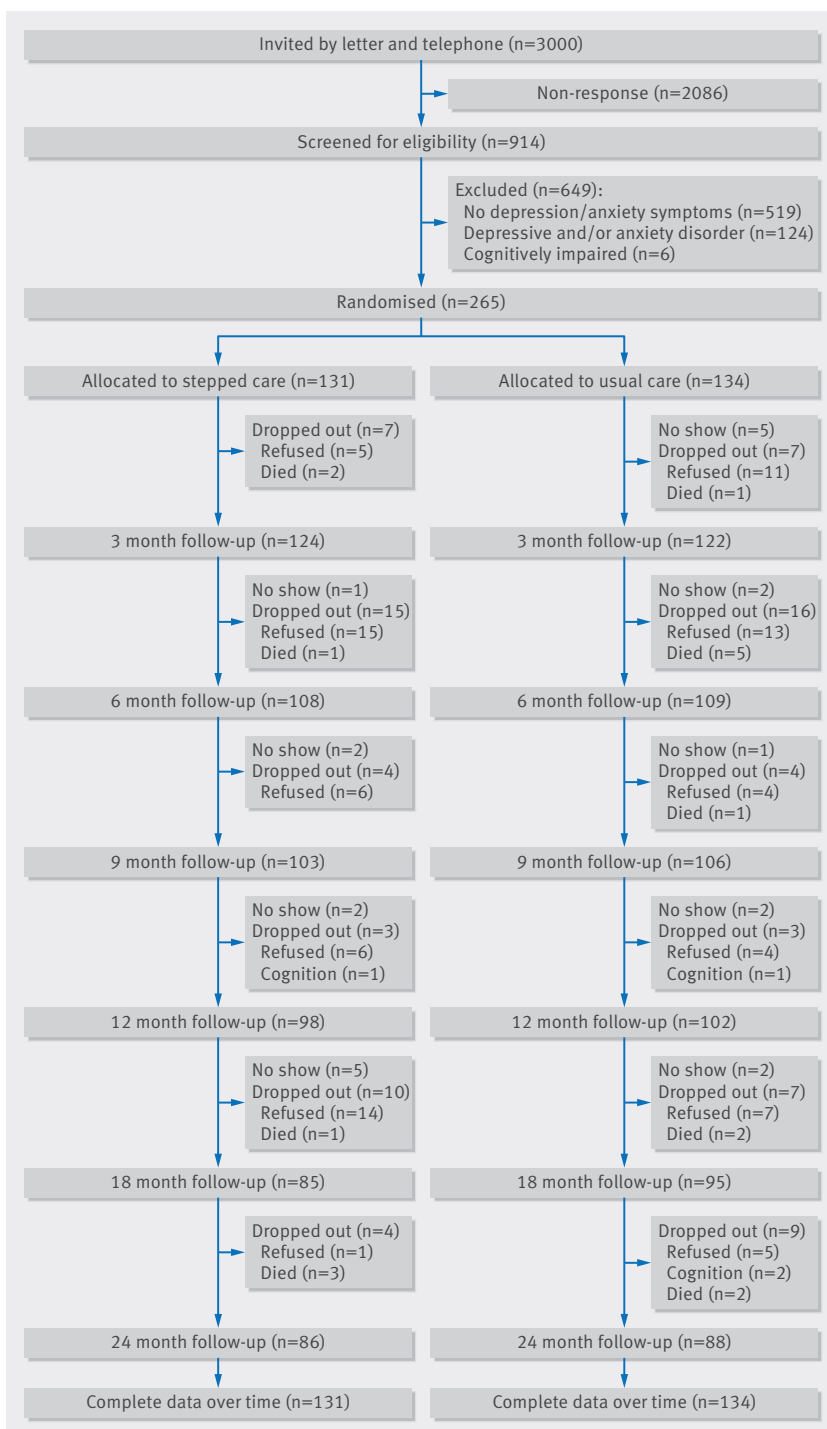 Invited by letter and telephone (n=3000)
Non-response (n=2086)
Screened for eligibility (n=914)
Excluded (n=649):
No depression/anxiety symptoms (n=519)
Depressive and/or anxiety disorder (n=124)
Cognitively impaired (n=6)
Randomised (n=265)
Allocated to stepped care (n=131)
Allocated to usual care (n=134)
Dropped out (n=7)
Refused (n=5)
Died (n=2)
No show (n=5)
Dropped out (n=7)
Refused (n=11)
Died (n=1)
3 month follow-up (n=124)
3 month follow-up (n=122)
No show (n=1)
Dropped out (n=15)
Refused (n=15)
Died (n=1)
No show (n=2)
Dropped out (n=16)
Refused (n=13)
Died (n=5)
6 month follow-up (n=108)
6 month follow-up (n=109)
No show (n=2)
Dropped out (n=4)
Refused (n=6)
No show (n=1)
Dropped out (n=4)
Refused (n=4)
Died (n=1)
9 month follow-up (n=103)
9 month follow-up (n=106)
No show (n=2)
Dropped out (n=3)
Refused (n=6)
Cognition (n=1)
No show (n=2)
Dropped out (n=3)
Refused (n=4)
Cognition (n=1)
12 month follow-up (n=98)
12 month follow-up (n=102)
No show (n=5)
Dropped out (n=10)
Refused (n=14)
Died (n=1)
No show (n=2)
Dropped out (n=7)
Refused (n=7)
Died (n=2)
18 month follow-up (n=85)
18 month follow-up (n=95)
Dropped out (n=4)
Refused (n=1)
Died (n=3)
Dropped out (n=9)
Refused (n=5)
Cognition (n=2)
Died (n=2)
24 month follow-up (n=86)
24 month follow-up (n=88)
Complete data over time (n=131)
Complete data over time (n=134)